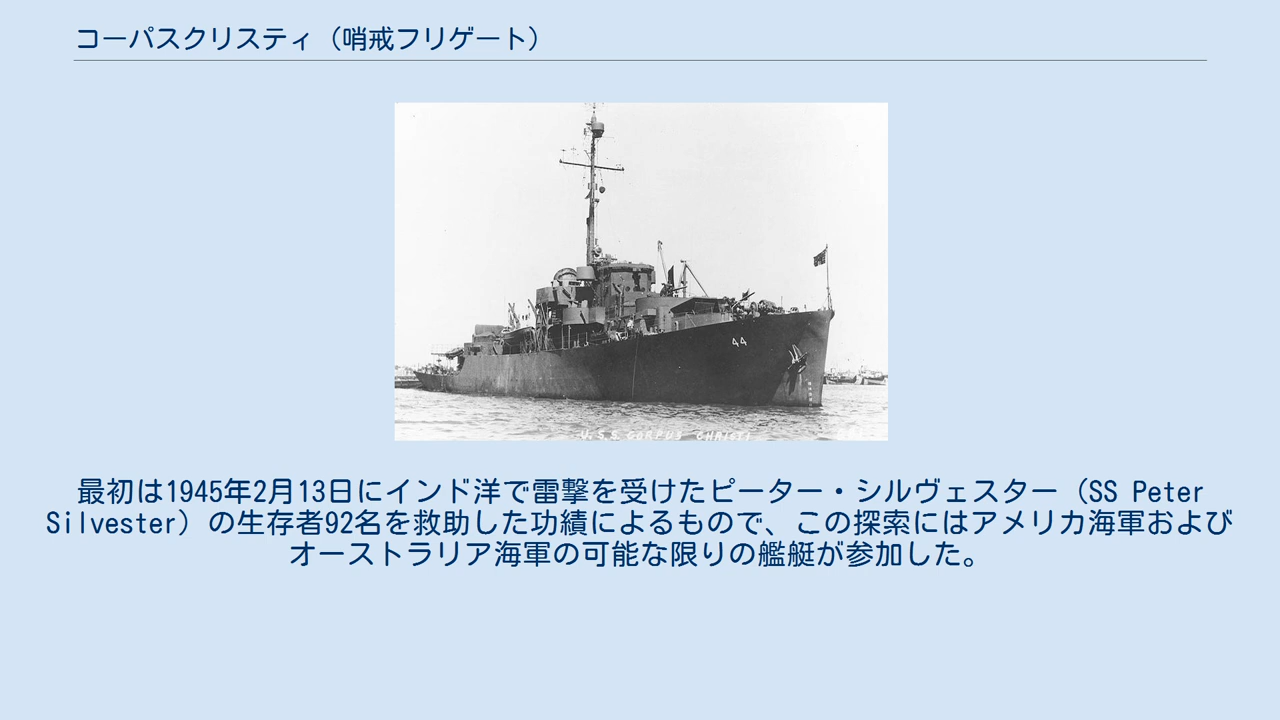 コーパスクリスティ（哨戒フリゲート）
44
U.S.S. CORPUS CHRISTI
最初は1945年2月13日にインド洋で雷撃を受けたピーター・シルヴェスター（SS Peter
Silvester）の生存者92名を救助した功績によるもので、この探索にはアメリカ海軍および
オーストラリア海軍の可能な限りの艦艇が参加した。